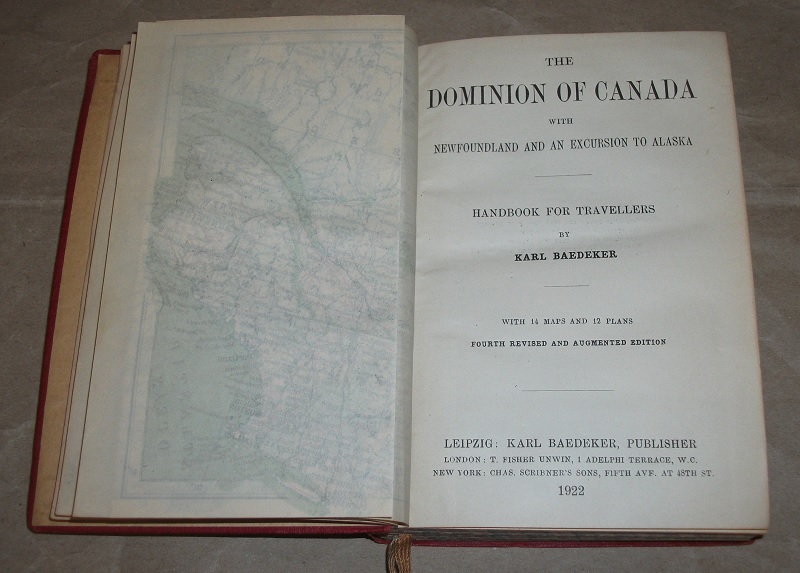 THE
DOMINION OF CANADA
WITH
NEWFOUNDLAND AND AN EXCURSION TO ALASKA
HANDBOOK FOR TRAVELLERS
BY
KARL BAEDEKER
WITH 14 MAPS AND 12 PLANS
FOURTH REVISED AND AUGMENTED EDITION
LEIPZIG: KARL BAEDEKER, PUBLISHER
LONDON: T. FISHER UNWIN, 1 ADELPHI TERRACE, W.C.
NEW YORK: CHAS. SCRIBNER'S SONS, FIFTH AVE. AT 48TH ST.
1922